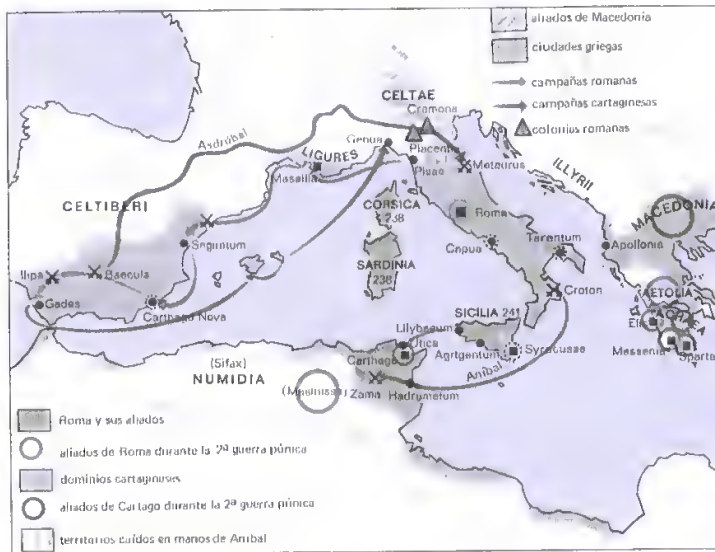 aliados de Macedonia
ciudades griegas
campañas romanas
campañas cartaginesas
colonias romanas
CELTAE
Cremona
Asdrúbal
Genua
Placentia
LIGURES
Massilia
Pisae
Metaurus
ILLYRII
CELTIBERI
CORSICA
238
Roma
MACEDONIA
Saguntum
SARDINIA
238
Capua
Tarentum
Apollonia
Ilipa
Baecula
Gades
Carthago Nova
Croton
AETOLIA
SICILIA 241
ACHAEA
Lilybaeum
Utica
Messenia
Sparta
(Sifax)
Carthago
Agrigentum
Syracusae
NUMIDIA
Aníbal
(Masinissa)
Zama
Hadrumetum
Roma y sus aliados
aliados de Roma durante la 2ª guerra púnica
dominios cartagineses
aliados de Cartago durante la 2ª guerra púnica
territorios caídos en manos de Aníbal